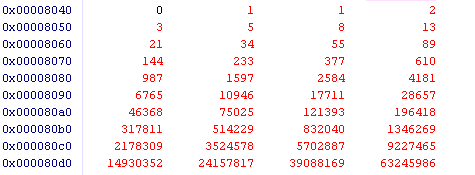 0x00008040 0 1 1 2
0x00008050 3 5 8 13
0x00008060 21 34 55 89
0x00008070 144 233 377 610
0x00008080 987 1597 2584 4181
0x00008090 6765 10946 17711 28657
0x000080a0 46368 75025 121393 196418
0x000080b0 317811 514229 832040 1346269
0x000080c0 2178309 3524578 5702887 9227465
0x000080d0 14930352 24157817 39088169 63245986